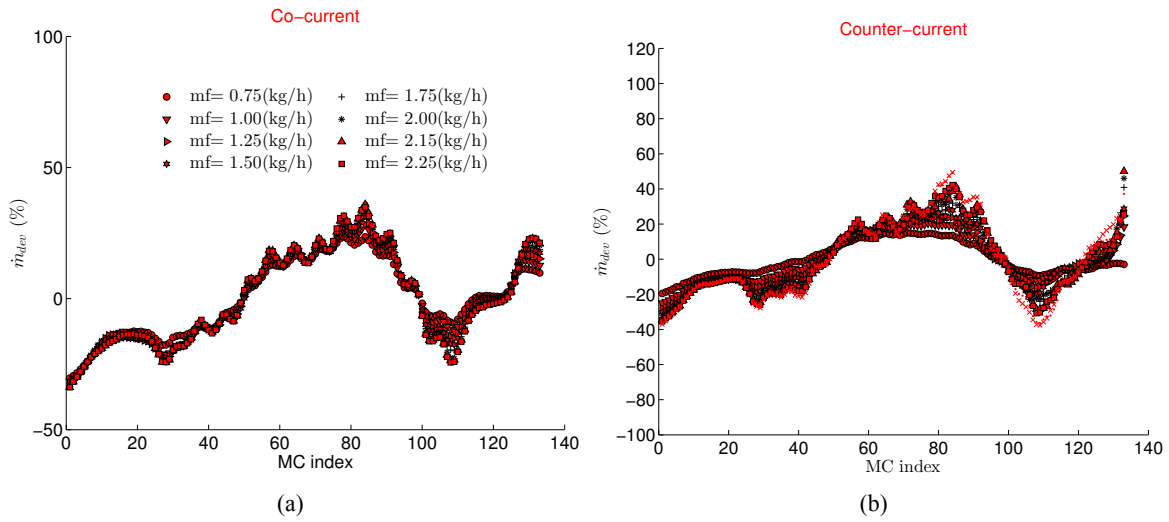 Co−current
100
50
0
−50
ṁdev (%)
mf= 0.75(kg/h)
mf= 1.00(kg/h)
mf= 1.25(kg/h)
mf= 1.50(kg/h)
mf= 1.75(kg/h)
mf= 2.00(kg/h)
mf= 2.15(kg/h)
mf= 2.25(kg/h)
0 20 40 60 80 100 120 140
MC index
(a)
Counter−current
120
100
80
60
40
20
0
−20
−40
−60
−80
−100
ṁdev (%)
0 20 40 60 80 100 120 140
MC index
(b)